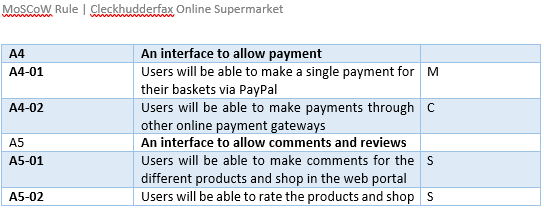 MoSCoW Rule | Cleckhudderfax Online Supermarket
A4 An interface to allow payment
A4-01 Users will be able to make a single payment for M
their baskets via PayPal
A4-02 Users will be able to make payments through C
other online payment gateways
A5 An interface to allow comments and reviews
A5-01 Users will be able to make comments for the S
different products and shop in the web portal
A5-02 Users will be able to rate the products and shop S